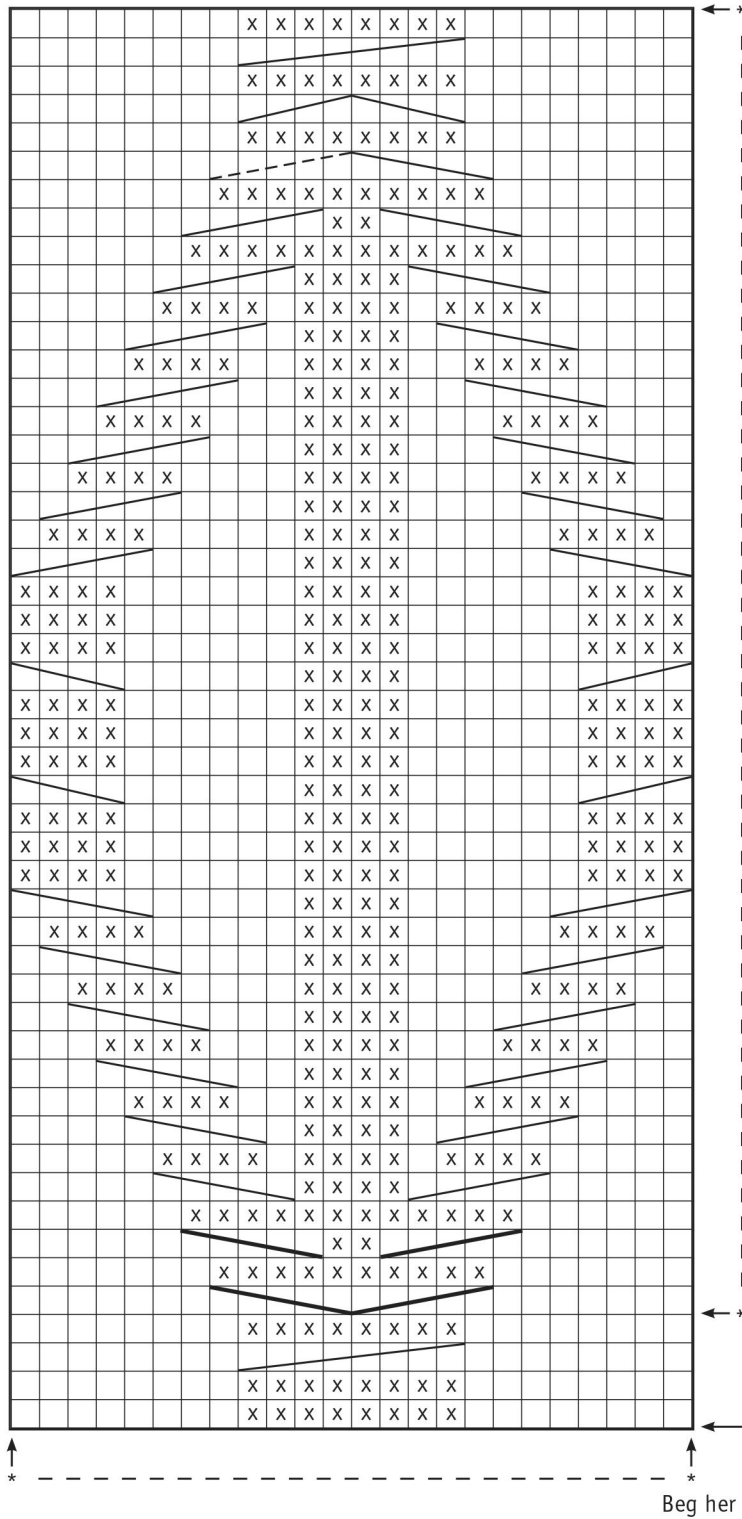 *
*
* – – – – – – – – – – – – – – – – – *
Beg her